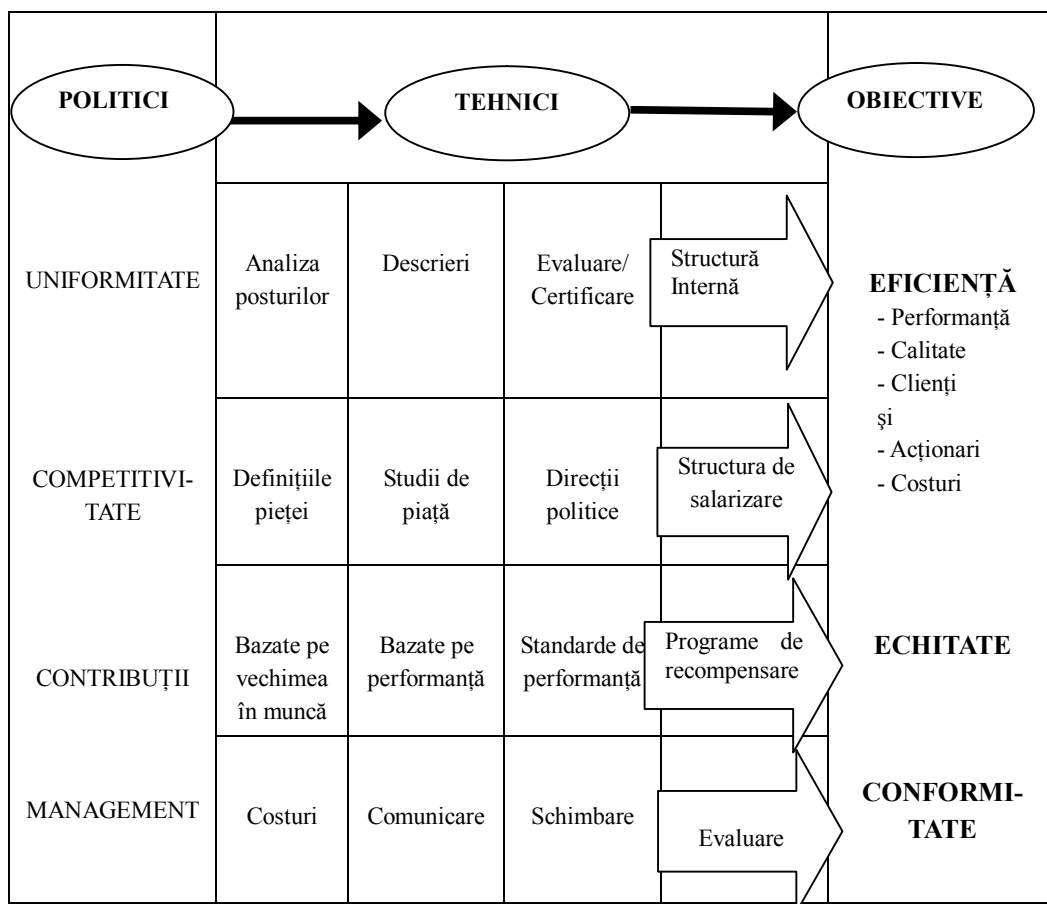 POLITICI
TEHNICI
OBIECTIVE
UNIFORMITATE
Analiza
posturilor
Descrieri
Evaluare/
Certificare
Structură
Internă
EFICIENȚĂ
- Performanță
- Calitate
- Clienți
şi
- Acționari
- Costuri
COMPETITIVI-
TATE
Definițiile
pieței
Studii de
piață
Direcții
politice
Structura de
salarizare
CONTRIBUȚII
Bazate pe
vechimea
în muncă
Bazate pe
performanță
Standarde de
performanță
Programe de
recompensare
ECHITATE
MANAGEMENT
Costuri
Comunicare
Schimbare
Evaluare
CONFORMI-
TATE